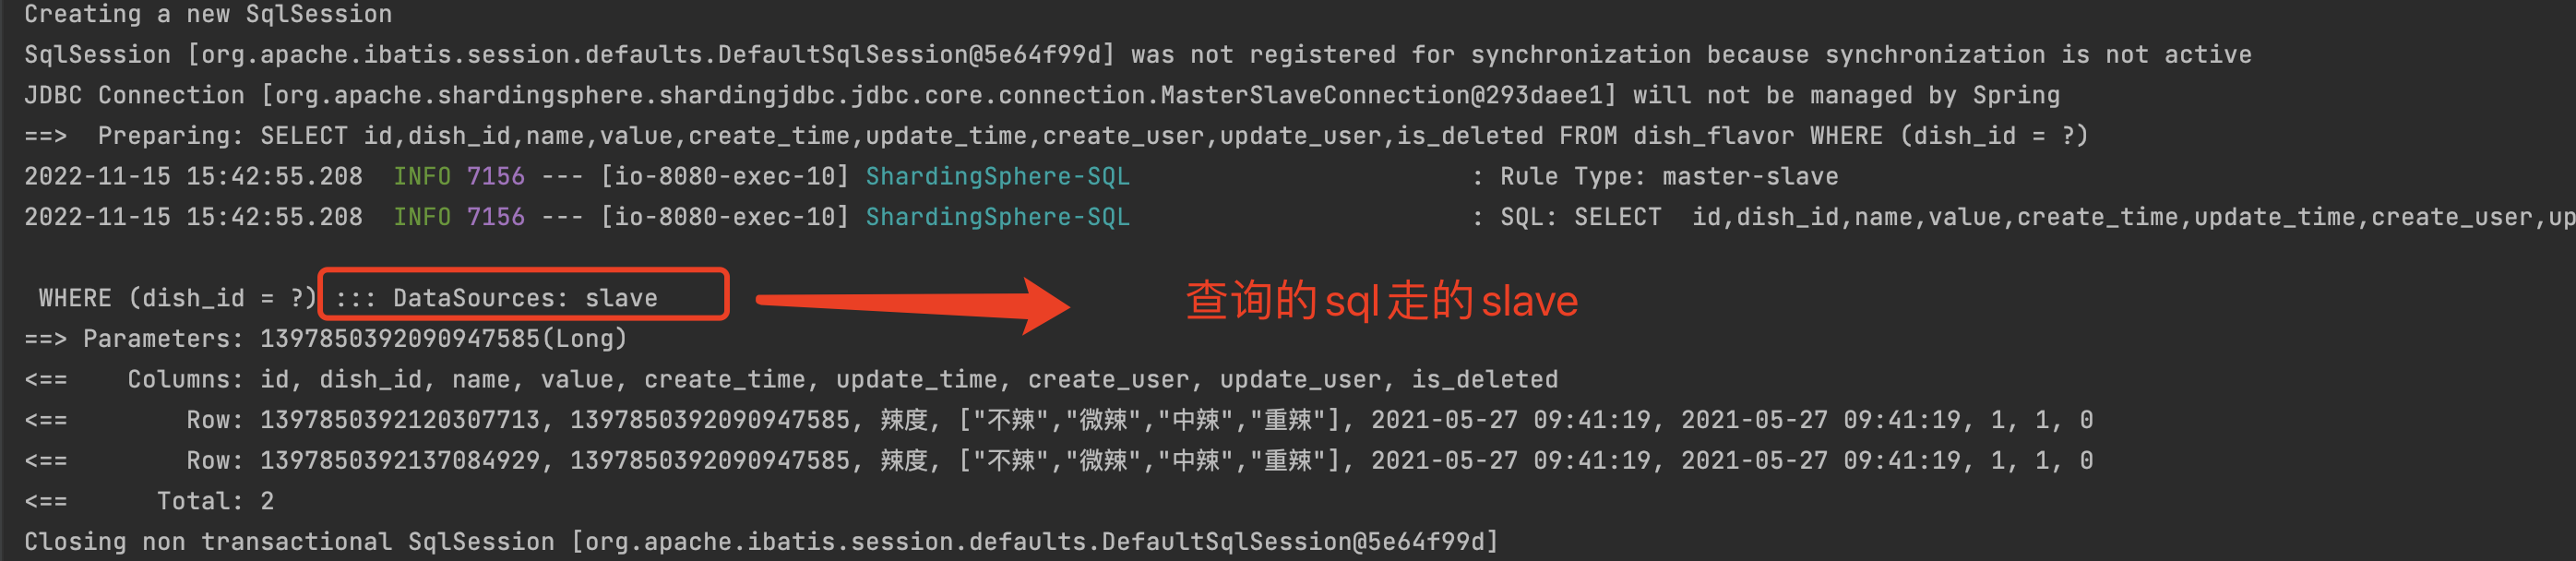 Creating a new SqlSession
SqlSession [org.apache.ibatis.session.defaults.DefaultSqlSession@5e64f99d] was not registered for synchronization because synchronization is not active
JDBC Connection [org.apache.shardingsphere.shardingjdbc.jdbc.core.connection.MasterSlaveConnection@293daee1] will not be managed by Spring
==>  Preparing: SELECT id,dish_id,name,value,create_time,update_time,create_user,update_user,is_deleted FROM dish_flavor WHERE (dish_id = ?)
2022-11-15 15:42:55.208  INFO 7156 --- [io-8080-exec-10] ShardingSphere-SQL                       : Rule Type: master-slave
2022-11-15 15:42:55.208  INFO 7156 --- [io-8080-exec-10] ShardingSphere-SQL                       : SQL: SELECT  id,dish_id,name,value,create_time,update_time,create_user,up
WHERE (dish_id = ?) ::: DataSources: slave
查询的sql走的slave
==> Parameters: 1397850392090947585(Long)
<==    Columns: id, dish_id, name, value, create_time, update_time, create_user, update_user, is_deleted
<==        Row: 1397850392120307713, 1397850392090947585, 辣度, ["不辣","微辣","中辣","重辣"], 2021-05-27 09:41:19, 2021-05-27 09:41:19, 1, 1, 0
<==        Row: 1397850392137084929, 1397850392090947585, 辣度, ["不辣","微辣","中辣","重辣"], 2021-05-27 09:41:19, 2021-05-27 09:41:19, 1, 1, 0
<==      Total: 2
Closing non transactional SqlSession [org.apache.ibatis.session.defaults.DefaultSqlSession@5e64f99d]